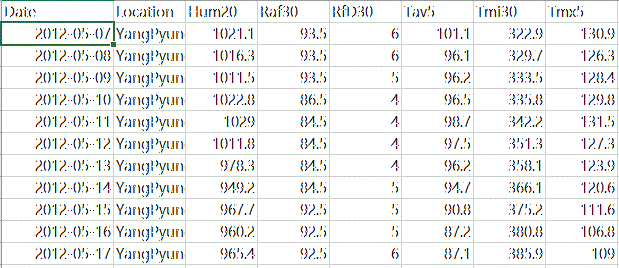 Date Location Hum20 Raf30 RfD30 Tav5 Tmi30 Tmx5
2012-05-07 YangPyun 1021.1 93.5 6 101.1 322.9 130.9
2012-05-08 YangPyun 1016.3 93.5 6 96.1 329.7 126.3
2012-05-09 YangPyun 1011.5 93.5 5 96.2 333.5 128.4
2012-05-10 YangPyun 1022.8 86.5 4 96.5 335.8 129.8
2012-05-11 YangPyun 1029 84.5 4 98.7 342.2 131.5
2012-05-12 YangPyun 1011.8 84.5 4 97.5 351.3 127.3
2012-05-13 YangPyun 978.3 84.5 4 96.2 358.1 123.9
2012-05-14 YangPyun 949.2 84.5 5 94.7 366.1 120.6
2012-05-15 YangPyun 967.7 92.5 5 90.8 375.2 111.6
2012-05-16 YangPyun 960.2 92.5 5 87.2 380.8 106.8
2012-05-17 YangPyun 965.4 92.5 6 87.1 385.9 109